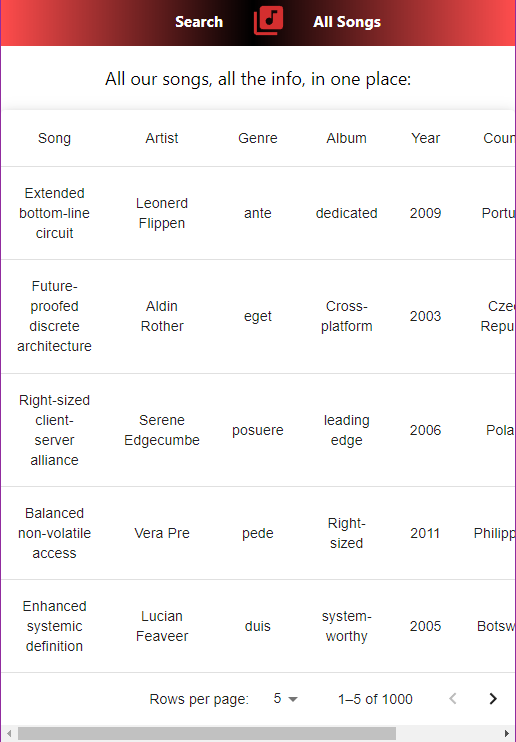 Search All Songs
All our songs, all the info, in one place:
Song Artist Genre Album Year Coun
Extended
bottom-line
circuit
Leonerd
Flippen
ante
dedicated
2009
Portu
Future-
proofed
discrete
architecture
Aldin
Rother
eget
Cross-
platform
2003
Czec
Repu
Right-sized
client-
server
alliance
Serene
Edgecumbe
posuere
leading
edge
2006
Pola
Balanced
non-volatile
access
Vera Pre
pede
Right-
sized
2011
Philipp
Enhanced
systemic
definition
Lucian
Feaveer
duis
system-
worthy
2005
Botsw
Rows per page: 5 1–5 of 1000